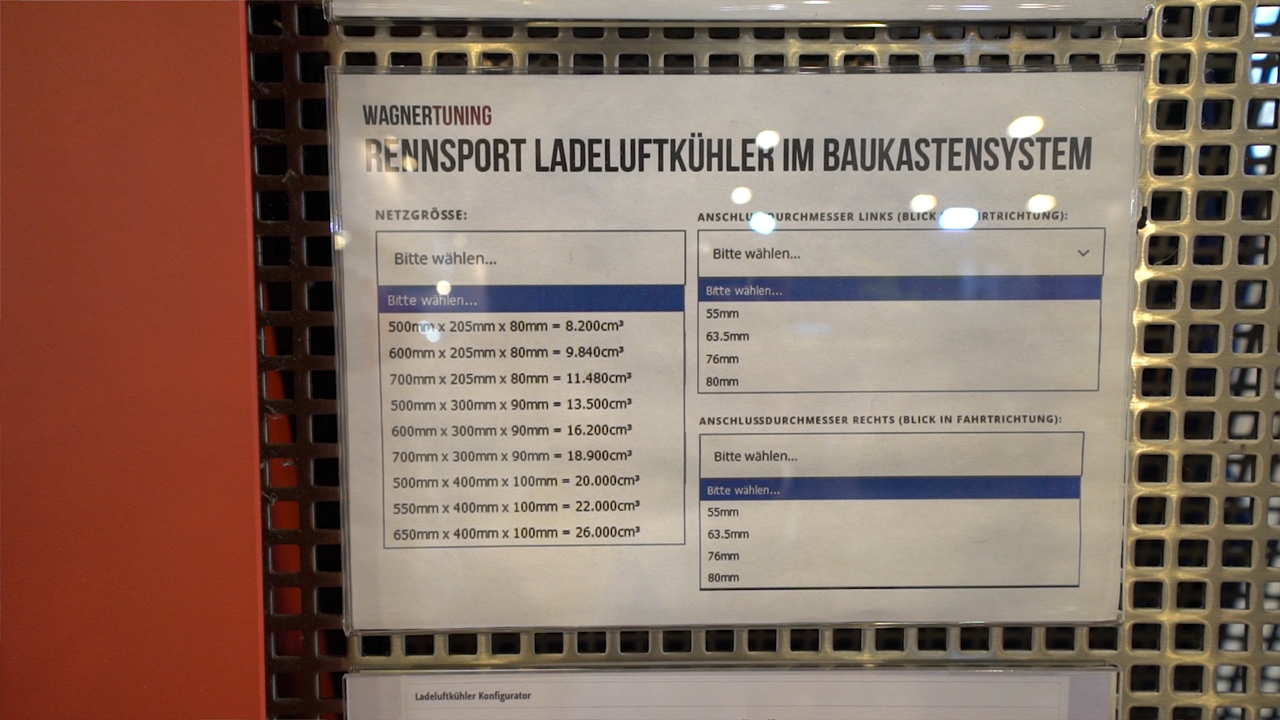 WAGNERTUNING
RENNSPORT LADELUFTKÜHLER IM BAUKASTENSYSTEM
NETZGRÖSSE:
Bitte wählen...
Bitte wählen...
500mm x 205mm x 80mm = 8.200cm³
600mm x 205mm x 80mm = 9.840cm³
700mm x 205mm x 80mm = 11.480cm³
500mm x 300mm x 90mm = 13.500cm³
600mm x 300mm x 90mm = 16.200cm³
700mm x 300mm x 90mm = 18.900cm³
500mm x 400mm x 100mm = 20.000cm³
550mm x 400mm x 100mm = 22.000cm³
650mm x 400mm x 100mm = 26.000cm³
ANSCHLUSSDURCHMESSER LINKS (BLICK IN FAHRTRICHTUNG):
Bitte wählen...
Bitte wählen...
55mm
63.5mm
76mm
80mm
ANSCHLUSSDURCHMESSER RECHTS (BLICK IN FAHRTRICHTUNG):
Bitte wählen...
Bitte wählen...
55mm
63.5mm
76mm
80mm
Ladeluftkühler Konfigurator